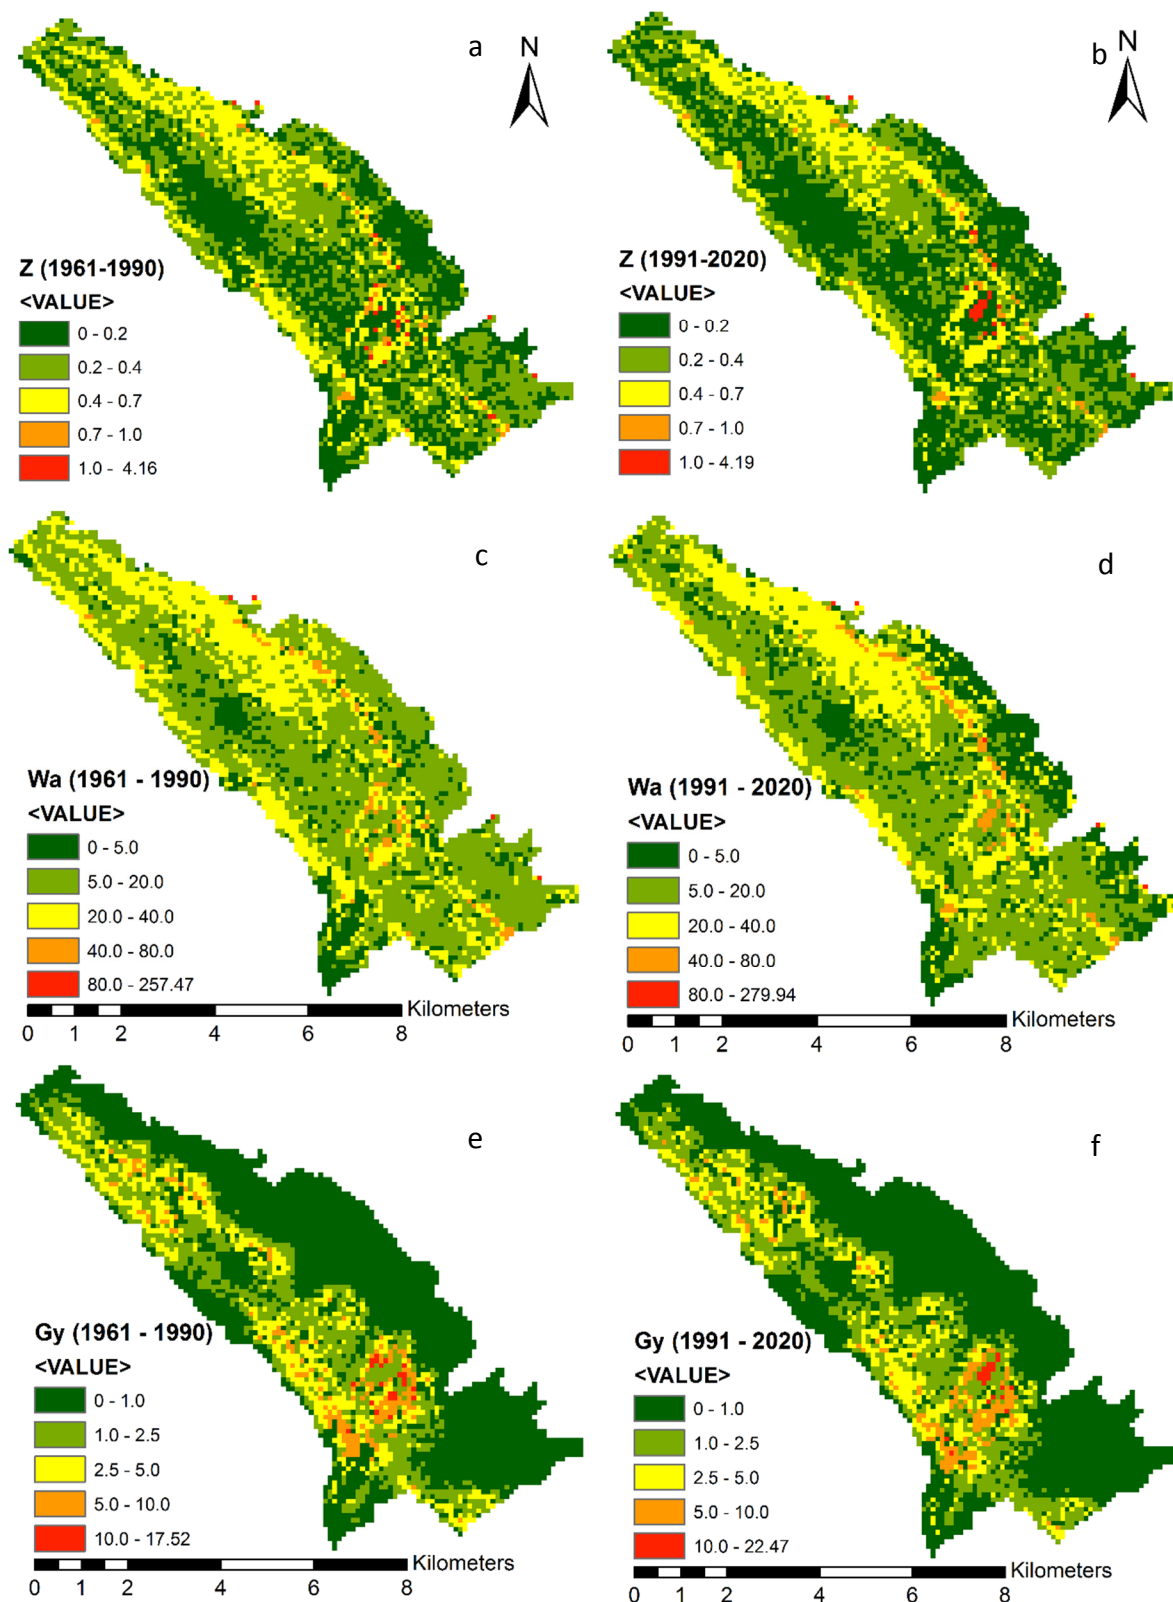 a
N
Z (1961-1990)
<VALUE>
0 - 0.2
0.2 - 0.4
0.4 - 0.7
0.7 - 1.0
1.0 - 4.16
b
N
Z (1991-2020)
<VALUE>
0 - 0.2
0.2 - 0.4
0.4 - 0.7
0.7 - 1.0
1.0 - 4.19
c
Wa (1961 - 1990)
<VALUE>
0 - 5.0
5.0 - 20.0
20.0 - 40.0
40.0 - 80.0
80.0 - 257.47
Kilometers
0 1 2 4 6 8
d
Wa (1991 - 2020)
<VALUE>
0 - 5.0
5.0 - 20.0
20.0 - 40.0
40.0 - 80.0
80.0 - 279.94
Kilometers
0 1 2 4 6 8
e
Gy (1961 - 1990)
<VALUE>
0 - 1.0
1.0 - 2.5
2.5 - 5.0
5.0 - 10.0
10.0 - 17.52
Kilometers
0 1 2 4 6 8
f
Gy (1991 - 2020)
<VALUE>
0 - 1.0
1.0 - 2.5
2.5 - 5.0
5.0 - 10.0
10.0 - 22.47
Kilometers
0 1 2 4 6 8